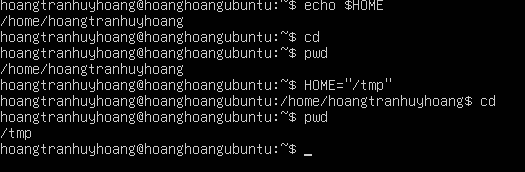 hoangtranhuyhoang@hoanghoangubuntu:~$ echo $HOME
/home/hoangtranhuyhoang
hoangtranhuyhoang@hoanghoangubuntu:~$ cd
hoangtranhuyhoang@hoanghoangubuntu:~$ pwd
/home/hoangtranhuyhoang
hoangtranhuyhoang@hoanghoangubuntu:~$ HOME="/tmp"
hoangtranhuyhoang@hoanghoangubuntu:/home/hoangtranhuyhoang$ cd
hoangtranhuyhoang@hoanghoangubuntu:~$ pwd
/tmp
hoangtranhuyhoang@hoanghoangubuntu:~$ _